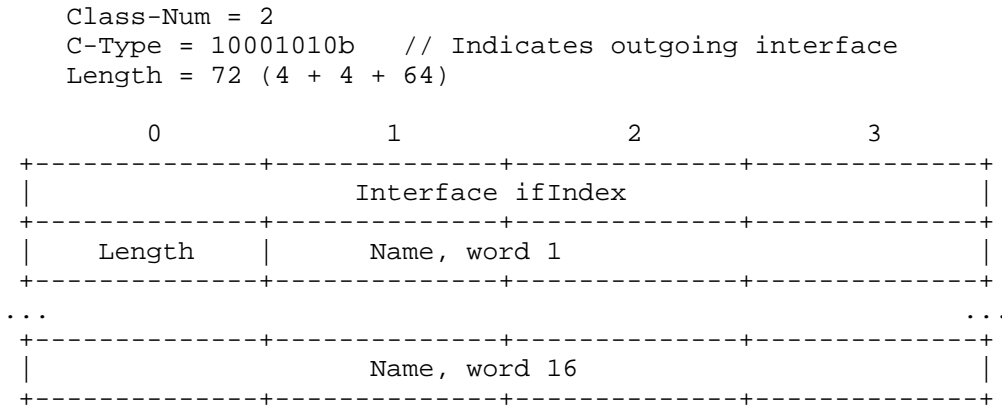 Class-Num = 2
C-Type = 10001010b // Indicates outgoing interface
Length = 72 (4 + 4 + 64)
0 1 2 3
+--------------+--------------+--------------+--------------+
| Interface ifIndex |
+--------------+--------------+--------------+--------------+
| Length | Name, word 1 |
+--------------+--------------+--------------+--------------+
... ...
+--------------+--------------+--------------+--------------+
| Name, word 16 |
+--------------+--------------+--------------+--------------+